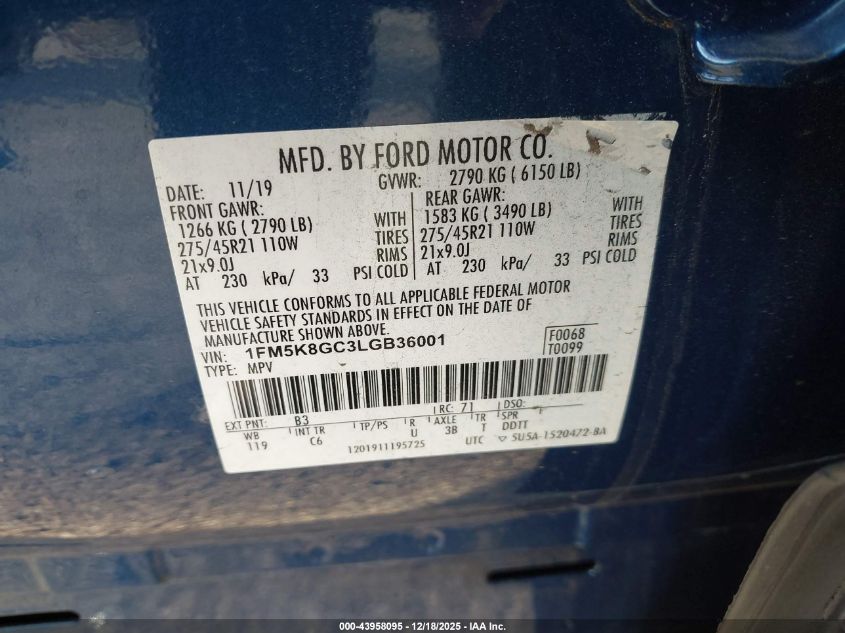 MFD. BY FORD MOTOR CO.
DATE: 11/19 GVWR: 2790 KG ( 6150 LB)
FRONT GAWR: REAR GAWR:
1266 KG ( 2790 LB) WITH 1583 KG ( 3490 LB) WITH
275/45R21 110W TIRES 275/45R21 110W TIRES
21x9.0J RIMS 21x9.0J RIMS
AT 230 kPa/ 33 PSI COLD AT 230 kPa/ 33 PSI COLD
THIS VEHICLE CONFORMS TO ALL APPLICABLE FEDERAL MOTOR
VEHICLE SAFETY STANDARDS IN EFFECT ON THE DATE OF
MANUFACTURE SHOWN ABOVE.
VIN: 1FM5K8GC3LGB36001 F0068
TYPE: MPV T0099
EXT PNT: B3 RC: 71 DSO:
WB INT TR TP/PS R AXLE TR SPR
119 C6 U 3B T DDTT
1201911195725 UTC ▽ 5U5A-1520472-BA
000-43958095 - 12/18/2025 - IAA Inc.